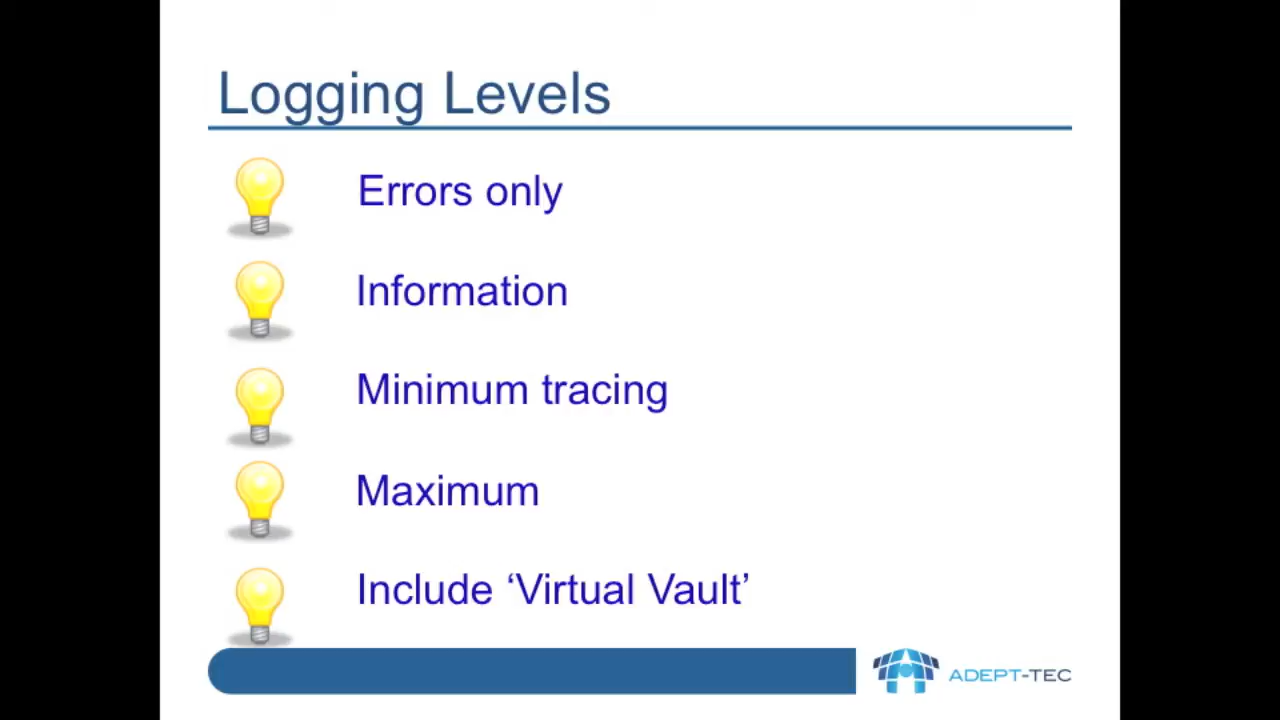 Logging Levels
Errors only
Information
Minimum tracing
Maximum
Include ‘Virtual Vault’
ADEPT-TEC